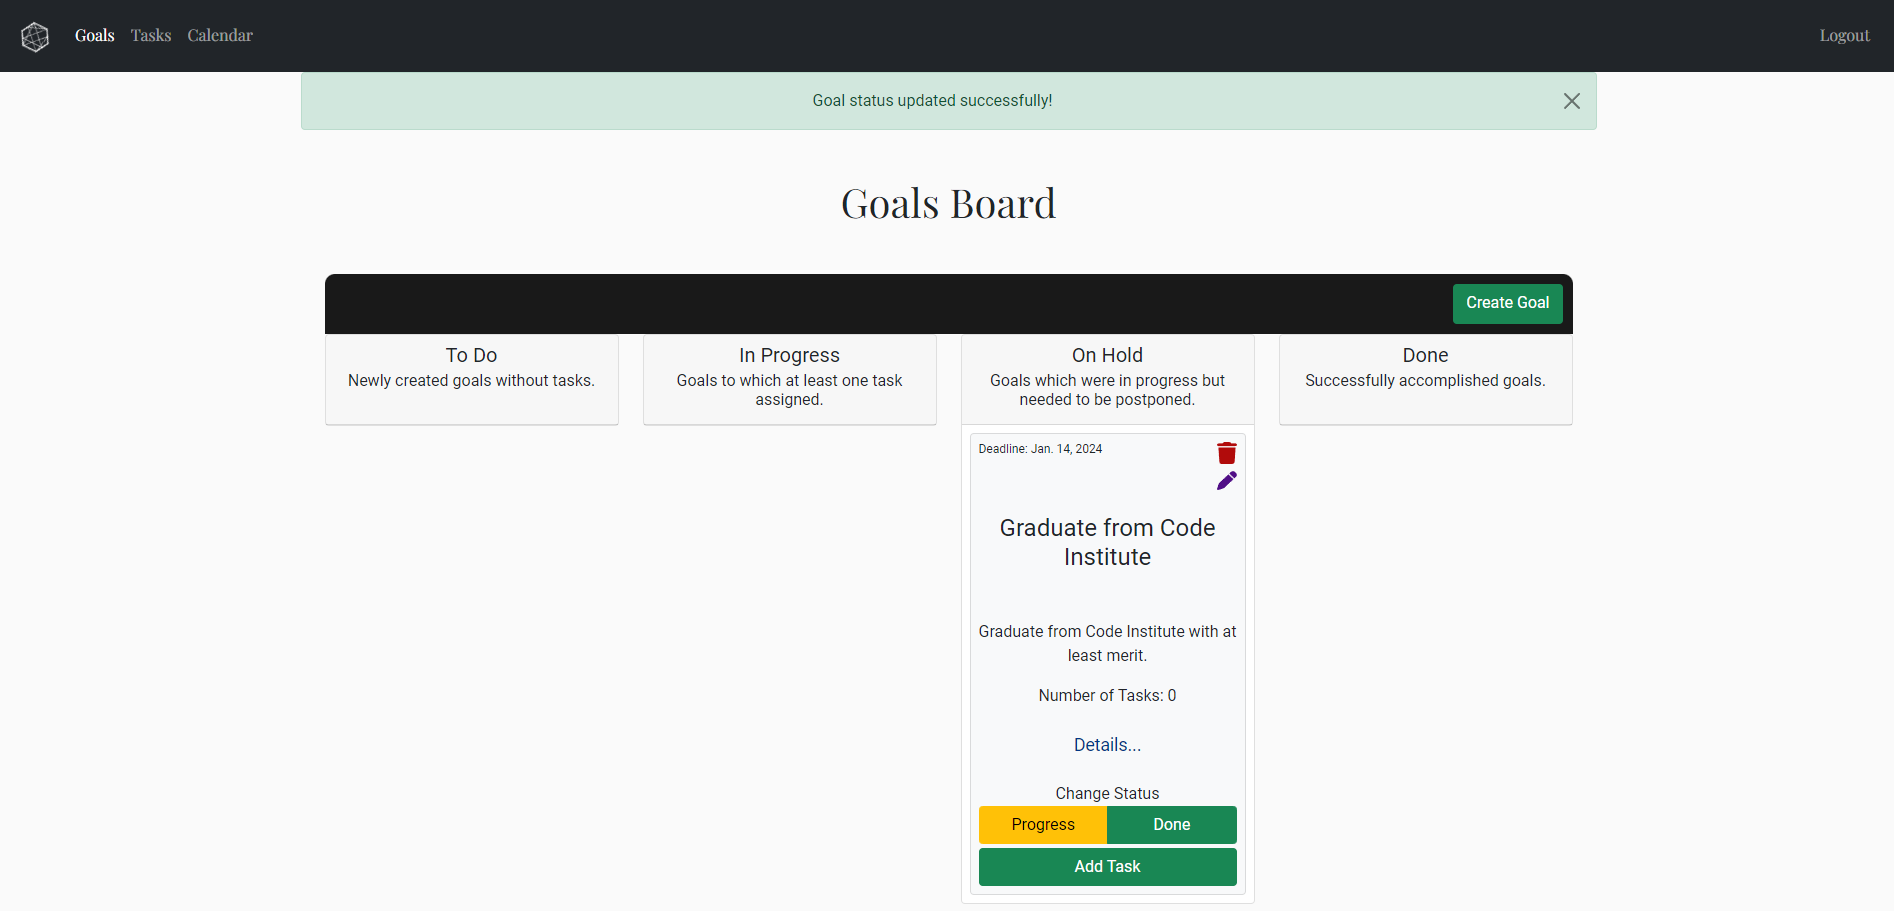 Goals Tasks Calendar Logout
Goal status updated successfully!
Goals Board
Create Goal
To Do
Newly created goals without tasks.
In Progress
Goals to which at least one task
assigned.
On Hold
Goals which were in progress but
needed to be postponed.
Done
Successfully accomplished goals.
Deadline: Jan. 14, 2024
Graduate from Code
Institute
Graduate from Code Institute with at
least merit.
Number of Tasks: 0
Details...
Change Status
Progress Done
Add Task